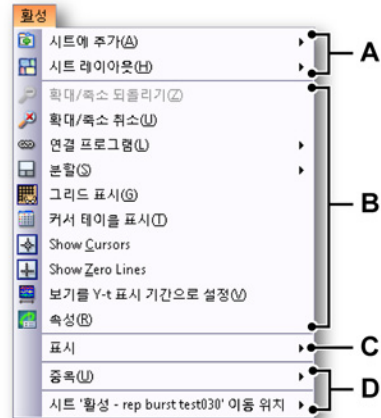 활성
시트에 추가(A)
A
시트 레이아웃(H)
확대/축소 되돌리기(Z)
확대/축소 취소(U)
연결 프로그램(L)
분할(S)
그리드 표시(G)
B
커서 테이블 표시(T)
Show Cursors
Show Zero Lines
보기를 Y-t 표시 기간으로 설정(V)
속성(R)
표시
C
중옥(U)
D
시트 '활성 - rep burst test030' 이동 위치